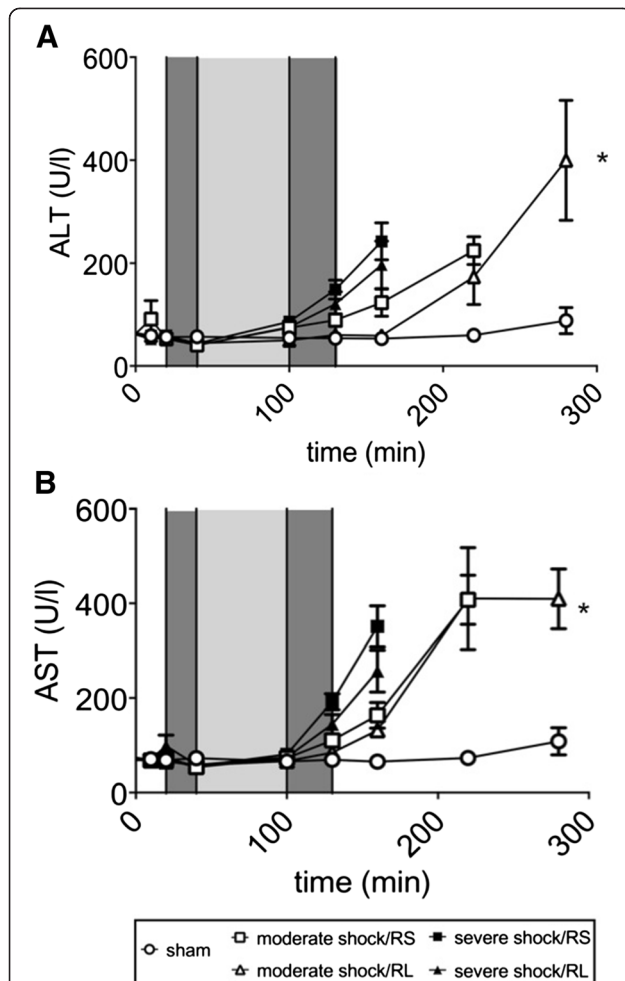 A
600
400
200
0
ALT (U/l)
*
0
100
200
300
time (min)
B
600
400
200
0
AST (U/l)
*
0
100
200
300
time (min)
sham
moderate shock/RS
severe shock/RS
moderate shock/RL
severe shock/RL